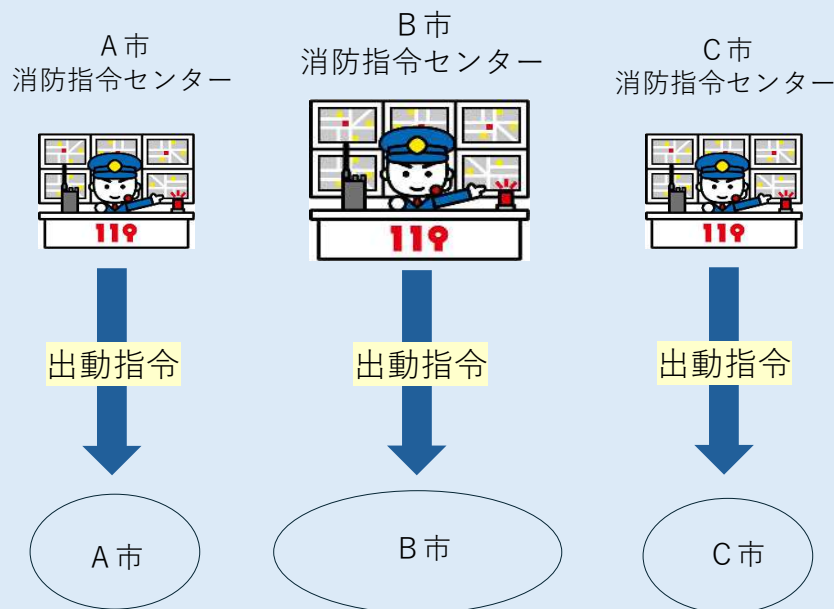 A市
消防指令センター
B市
消防指令センター
C市
消防指令センター
119
119
119
出動指令
出動指令
出動指令
A市
B市
C市